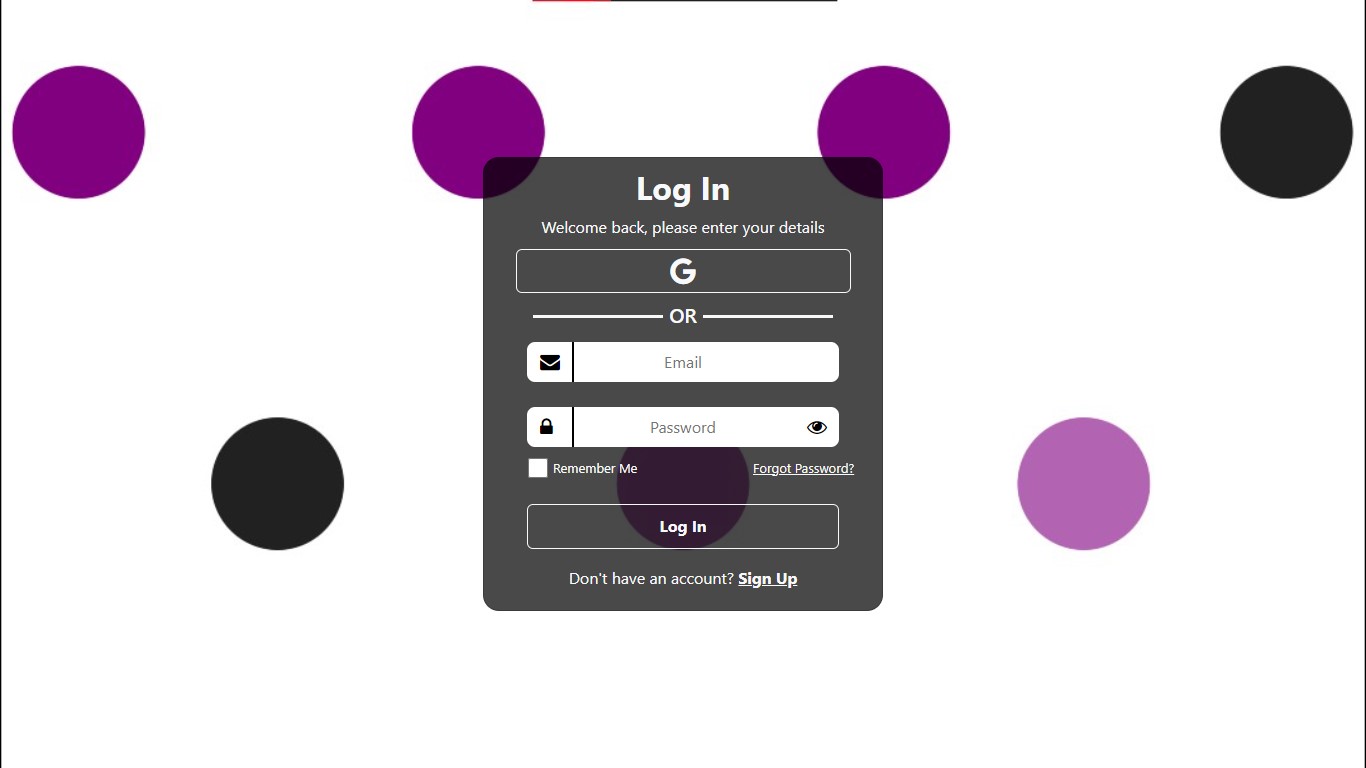 Log In
Welcome back, please enter your details
G
OR
Email
Password
Remember Me Forgot Password?
Log In
Don't have an account? Sign Up